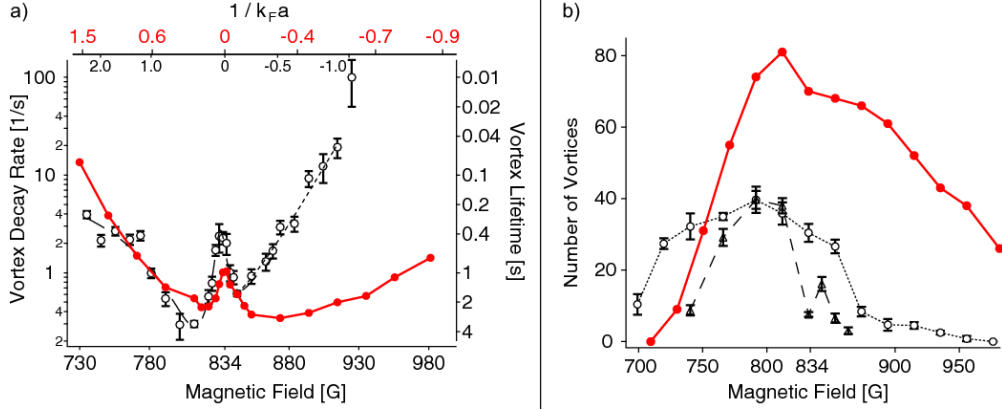 a)
1 / kFa
1.5 0.6 0 -0.4 -0.7 -0.9
2.0 1.0 0 -0.5 -1.0
Vortex Decay Rate [1/s]
100
4
2
10
4
2
1
4
2
0.01
0.02
0.04
0.1
0.2
0.4
1
2
4
Vortex Lifetime [s]
730 780 834 880 930 980
Magnetic Field [G]
b)
Number of Vortices
80
60
40
20
0
700 750 800 834 900 950
Magnetic Field [G]